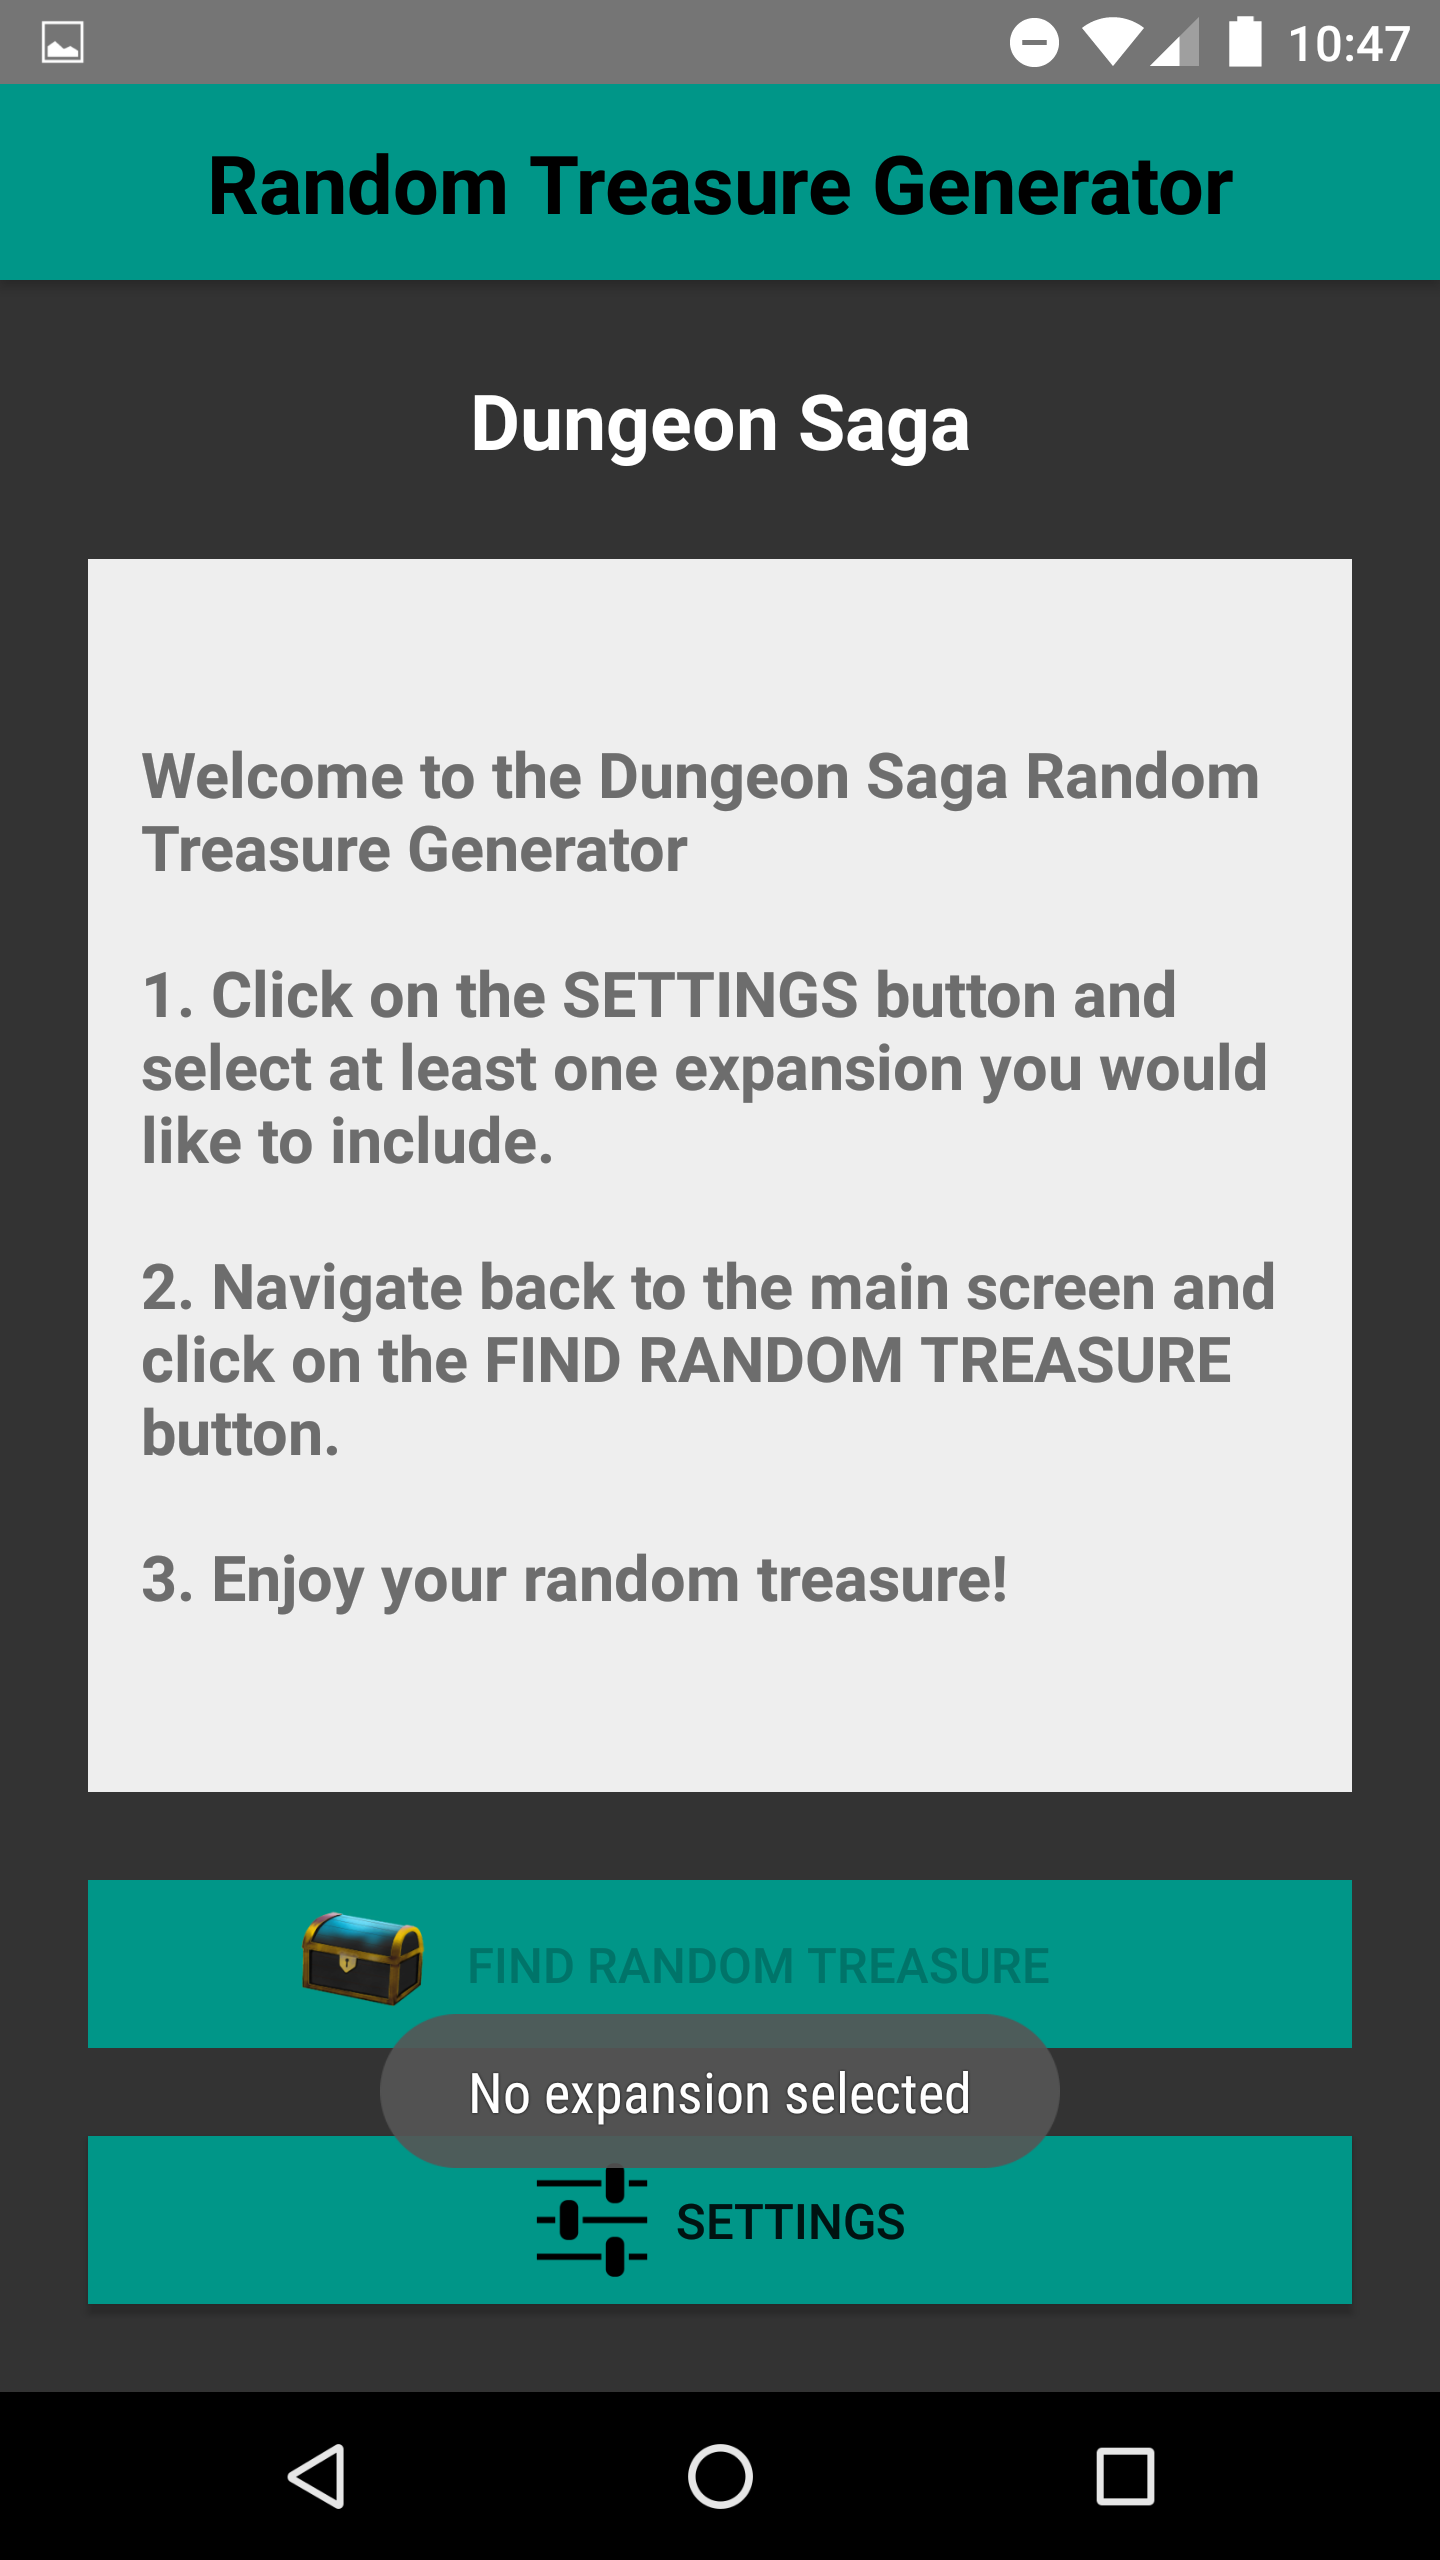 10:47
Random Treasure Generator
Dungeon Saga
Welcome to the Dungeon Saga Random
Treasure Generator
1. Click on the SETTINGS button and
select at least one expansion you would
like to include.
2. Navigate back to the main screen and
click on the FIND RANDOM TREASURE
button.
3. Enjoy your random treasure!
FIND RANDOM TREASURE
No expansion selected
SETTINGS